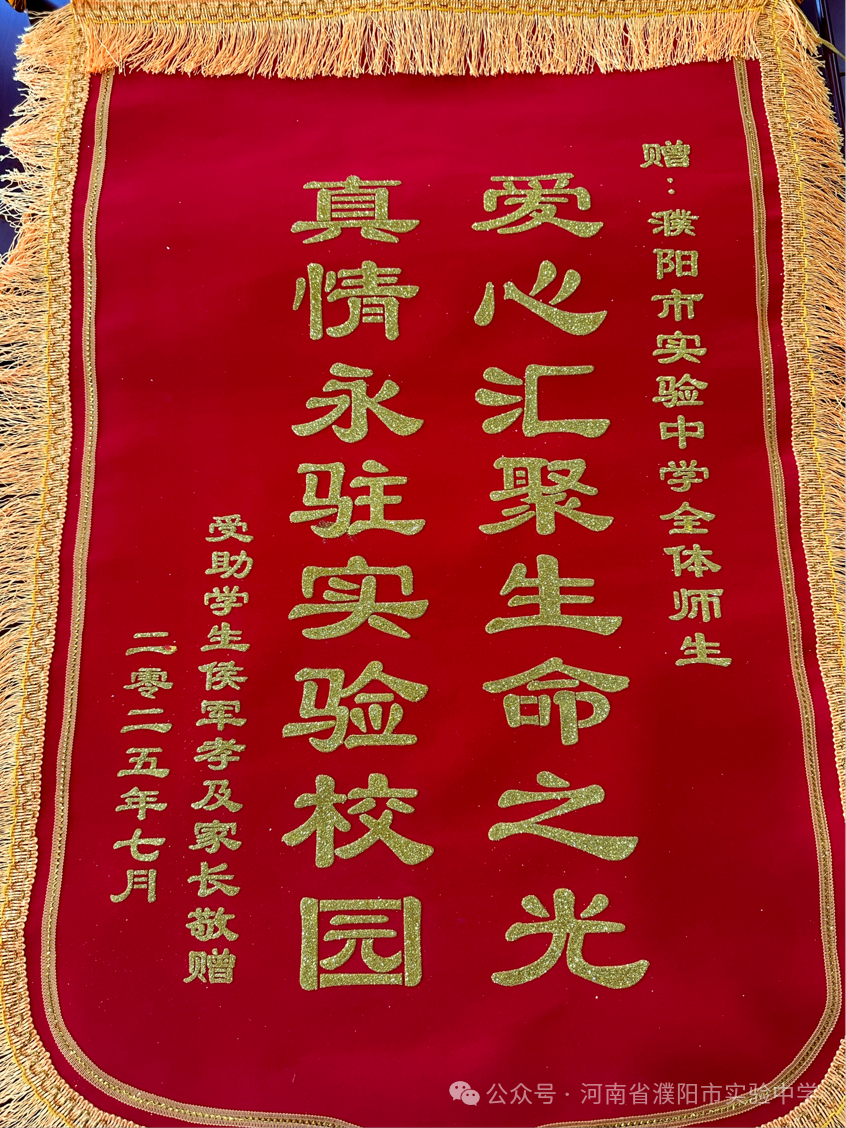 赠：濮阳市实验中学全体师生
爱心汇聚生命之光
真情永驻实验校园
受助学生侯军孝及家长敬赠
二零二五年七月
公众号·河南省濮阳市实验中学